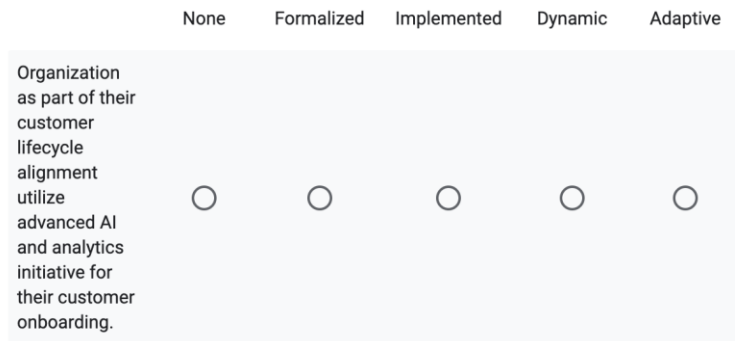 None Formalized Implemented Dynamic Adaptive
Organization
as part of their
customer
lifecycle
alignment
utilize
advanced AI
and analytics
initiative for
their customer
onboarding.